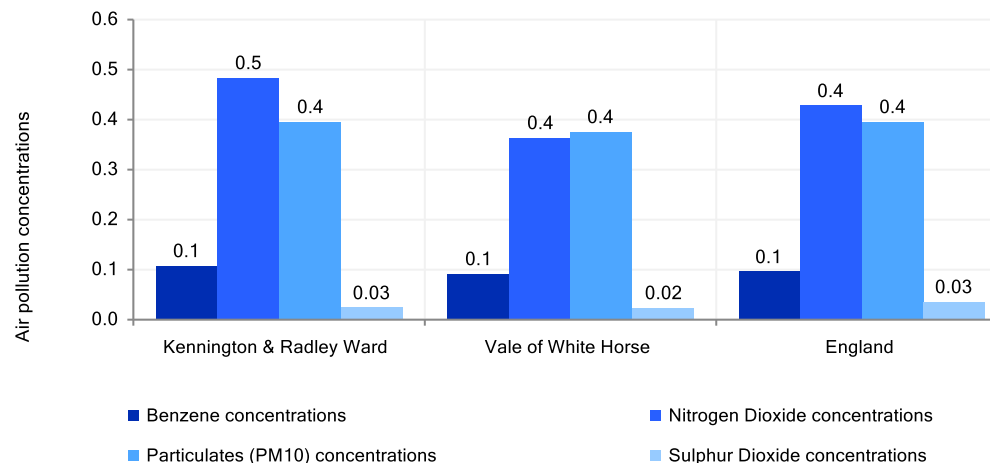 Air pollution concentrations
0.6
0.5
0.4
0.3
0.2
0.1
0.0
0.1
0.5
0.4
0.03
0.1
0.4
0.4
0.02
0.1
0.4
0.4
0.03
Kennington & Radley Ward
Vale of White Horse
England
Benzene concentrations
Nitrogen Dioxide concentrations
Particulates (PM10) concentrations
Sulphur Dioxide concentrations